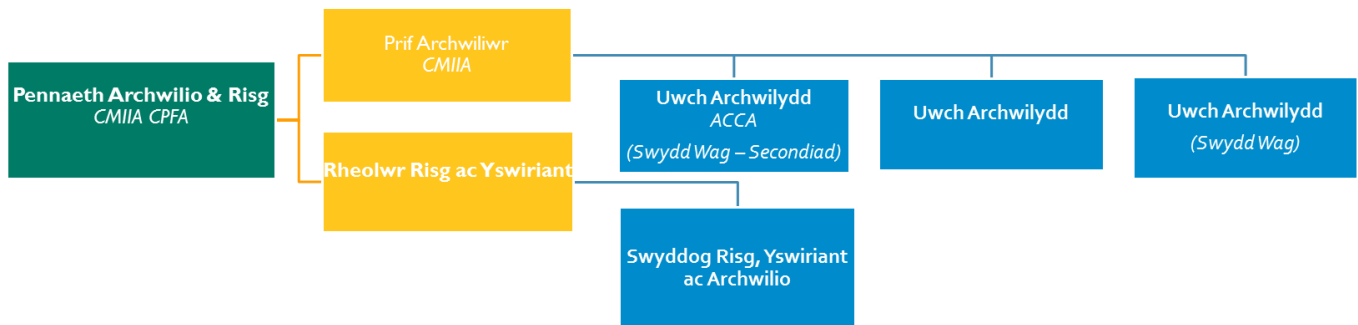 Pennaeth Archwilio & Risg
CMIIA CPFA
Prif Archwiliwr
CMIIA
Rheolwr Risg ac Yswiriant
Uwch Archwilydd
ACCA
(Swydd Wag – Secondiad)
Uwch Archwilydd
Uwch Archwilydd
(Swydd Wag)
Swyddog Risg, Yswiriant
ac Archwilio